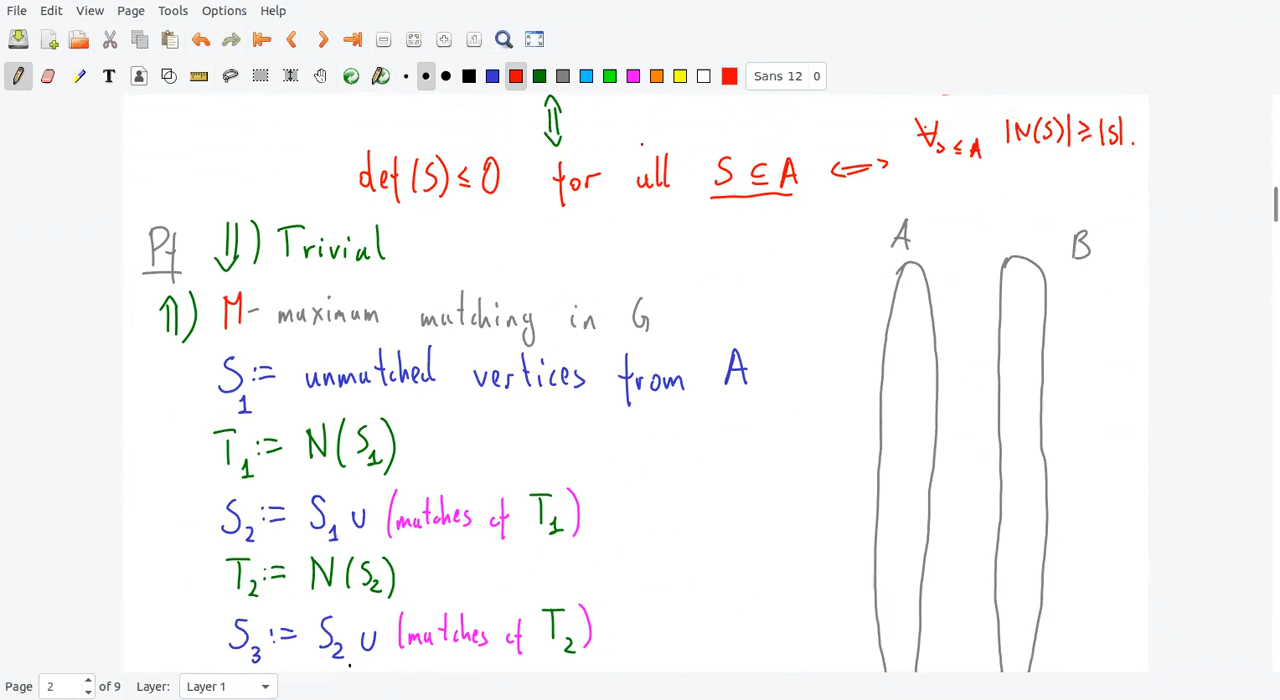 File Edit View Page Tools Options Help
T Sans 12 0
⇕
def(S) ≤ 0 for all S ⊆ A ⟺ ∀S ⊆ A |N(S)| ≥ |S|.
Pf ⇓) Trivial
A B
⇑) M- maximum matching in G
S1 := unmatched vertices from A
T1 := N(S1)
S2 := S1 ∪ (matches of T1)
T2 := N(S2)
S3 := S2 ∪ (matches of T2)
Page 2 of 9 Layer: Layer 1